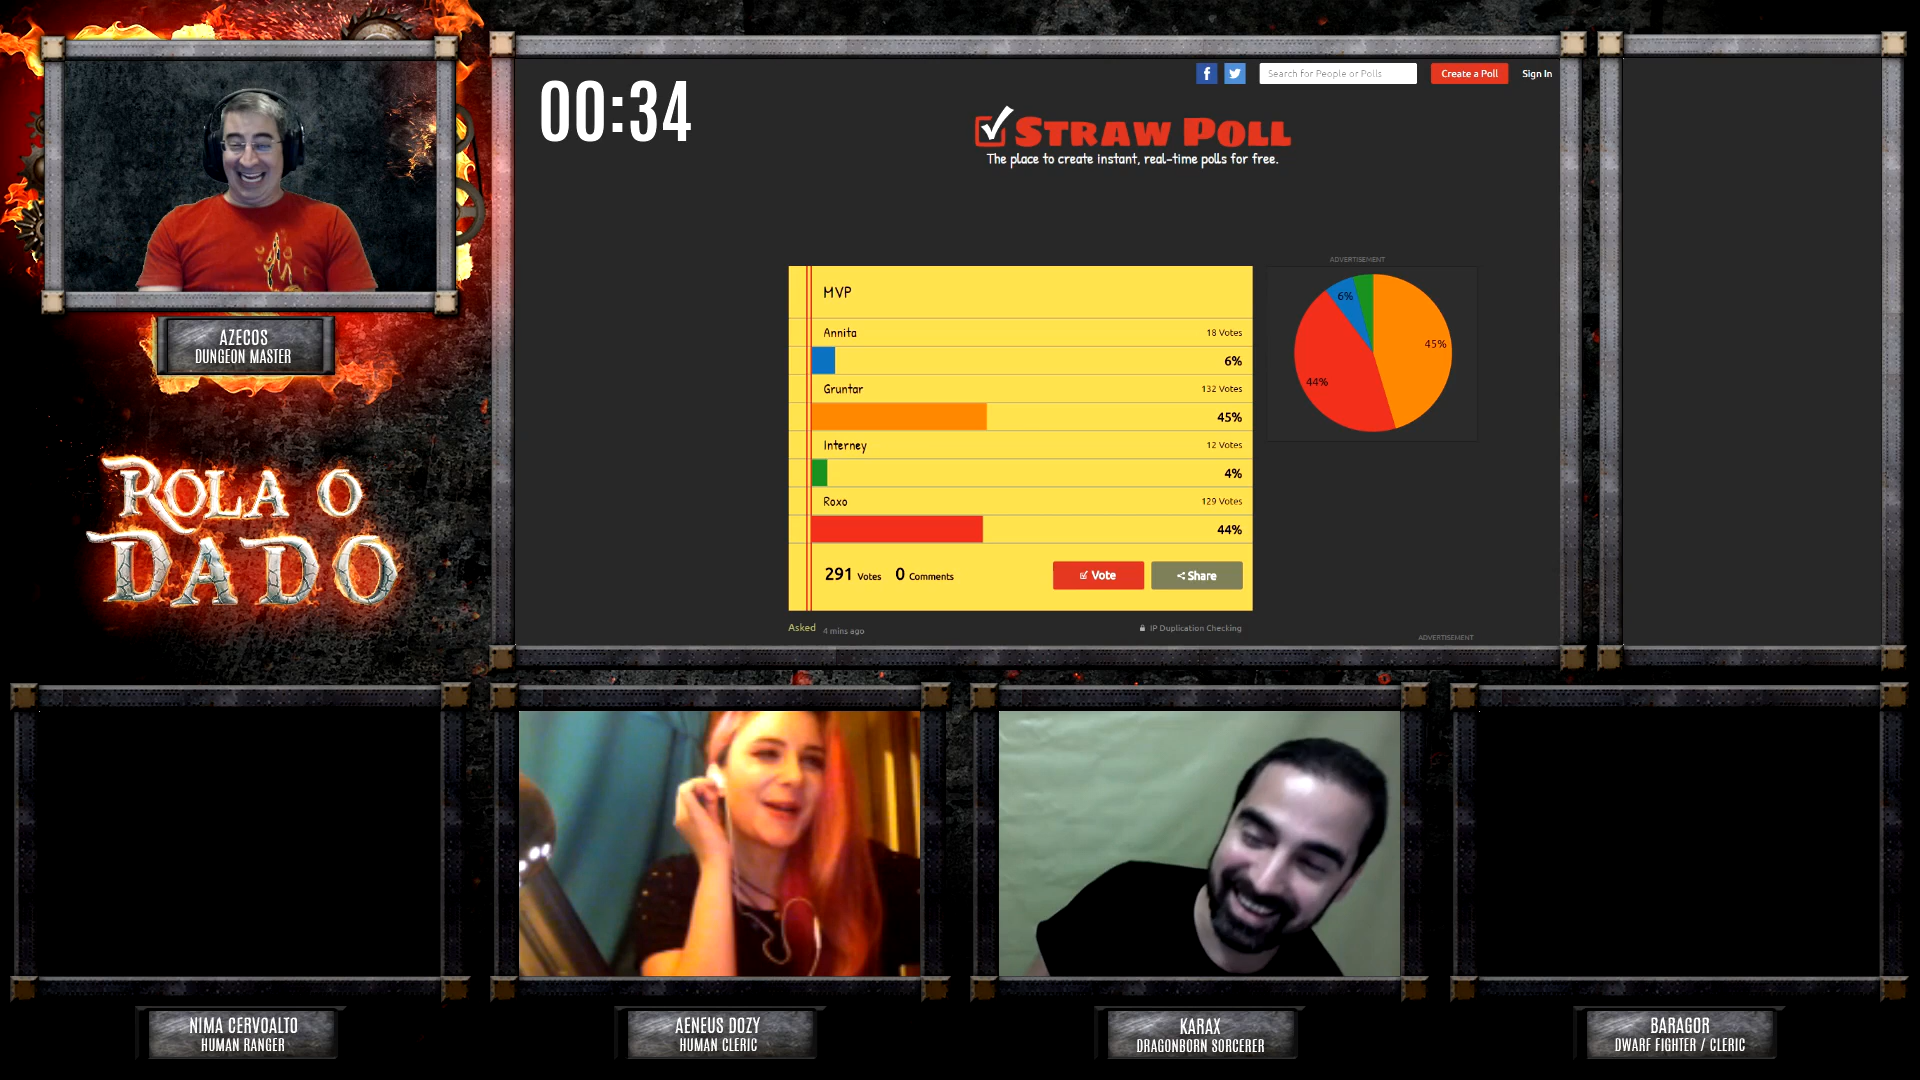 AZECOS
DUNGEON MASTER
ROLA O
DADO
00:34
Search for People or Polls
Create a Poll
Sign In
STRAW POLL
The place to create instant, real-time polls for free.
ADVERTISEMENT
MVP
Annita
18 Votes
6%
Gruntar
132 Votes
45%
Interney
12 Votes
4%
Roxo
129 Votes
44%
291 Votes 0 Comments
Vote
Share
Asked 4 mins ago
IP Duplication Checking
6%
45%
44%
ADVERTISEMENT
NIMA CERVOALTO
HUMAN RANGER
AENEUS DOZY
HUMAN CLERIC
KARAX
DRAGONBORN SORCERER
BARAGOR
DWARF FIGHTER / CLERIC